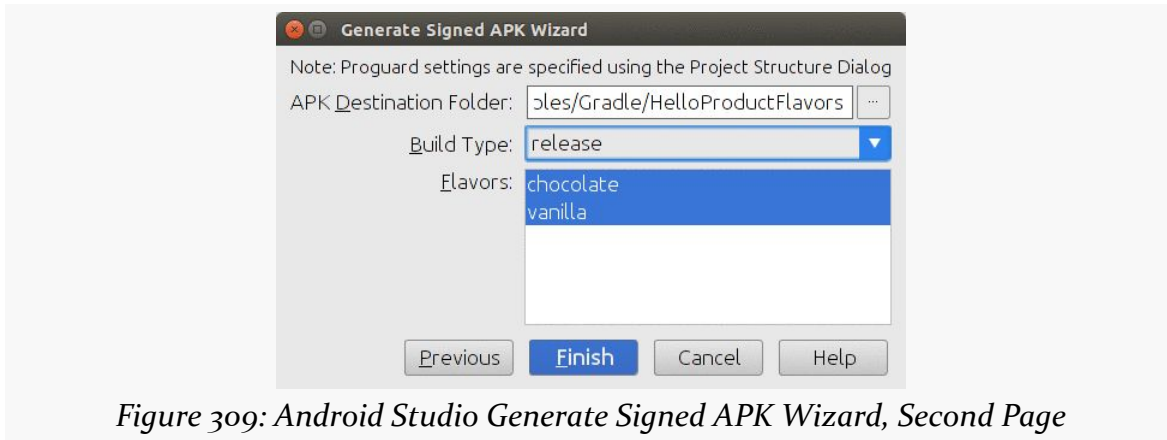 Generate Signed APK Wizard
Note: Proguard settings are specified using the Project Structure Dialog
APK Destination Folder: ples/Gradle/HelloProductFlavors ...
Build Type: release
Flavors: chocolate
vanilla
Previous Finish Cancel Help
Figure 309: Android Studio Generate Signed APK Wizard, Second Page